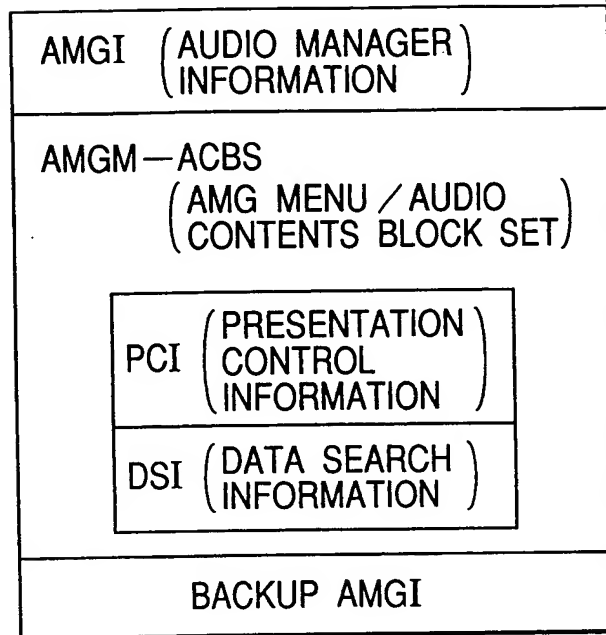 AMGI (AUDIO MANAGER
INFORMATION)
AMGM—ACBS
(AMG MENU／AUDIO
CONTENTS BLOCK SET)
PCI (PRESENTATION
CONTROL
INFORMATION)
DSI (DATA SEARCH
INFORMATION)
BACKUP AMGI